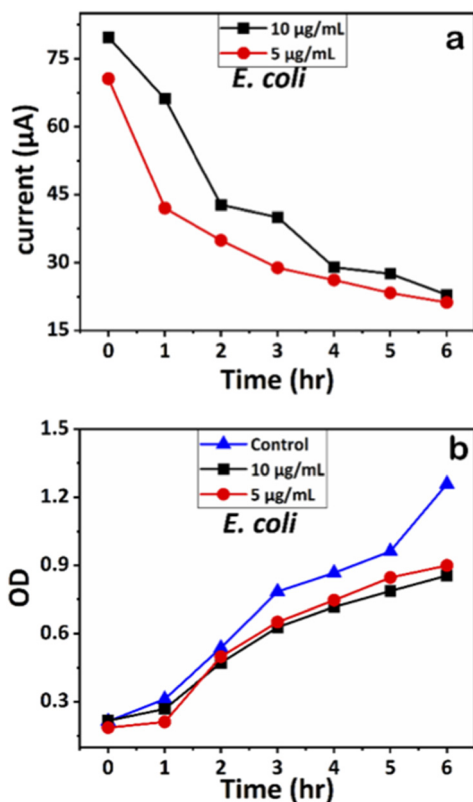 10 µg/mL
5 µg/mL
a
E. coli
75
60
45
30
15
current (µA)
0 1 2 3 4 5 6
Time (hr)
1.5
1.2
0.9
0.6
0.3
OD
Control
10 µg/mL
5 µg/mL
b
E. coli
0 1 2 3 4 5 6
Time (hr)